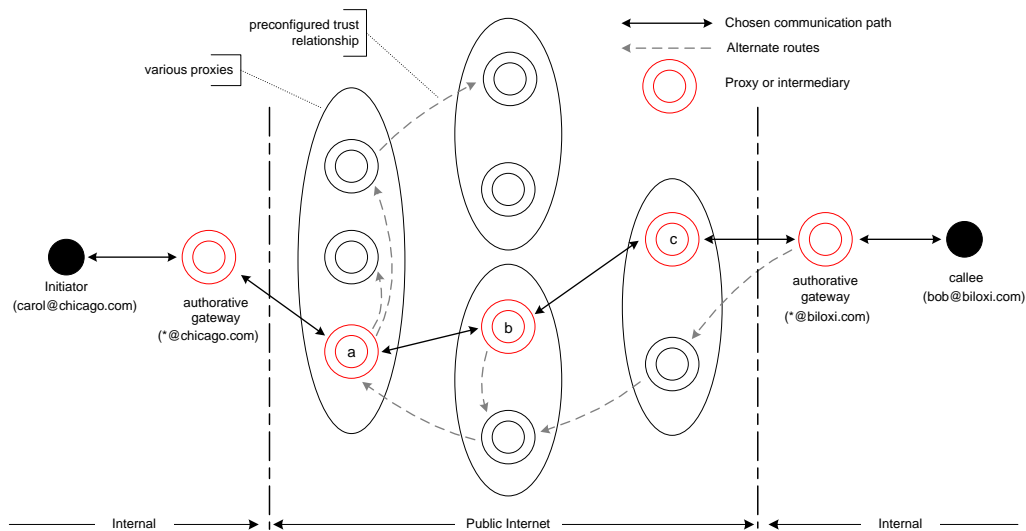 preconfigured trust
relationship
various proxies
Chosen communication path
Alternate routes
Proxy or intermediary
Initiator
(carol@chicago.com)
authorative
gateway
(*@chicago.com)
a
b
c
authorative
gateway
(*@biloxi.com)
callee
(bob@biloxi.com)
Internal
Public Internet
Internal